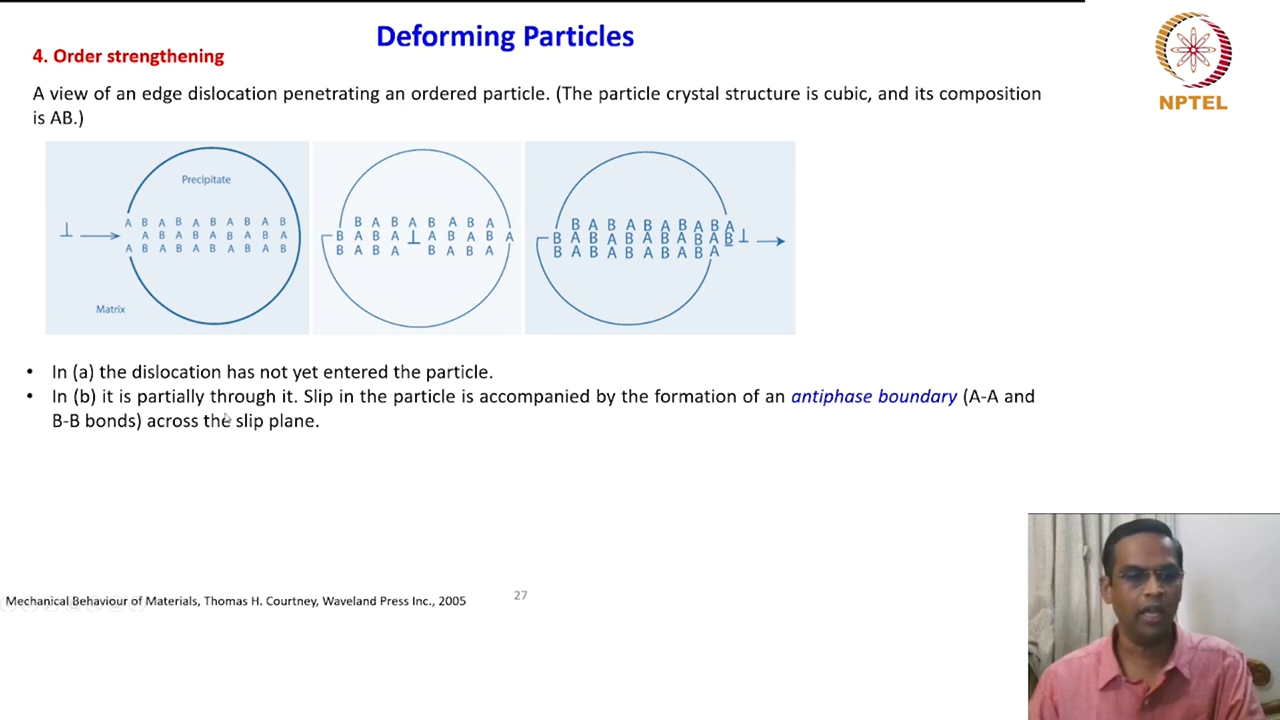 Deforming Particles
4. Order strengthening
NPTEL
A view of an edge dislocation penetrating an ordered particle. (The particle crystal structure is cubic, and its composition
is AB.)
Precipitate
A B A B A B A B A B
A B A B A B A B A
A B A B A B A B A B
Matrix
B A B A B A B A
B A B A A B A B A
B A B A B A B A
B A B A B A B A B A
B A B A B A B A B A B
B A B A B A B A B A
• In (a) the dislocation has not yet entered the particle.
• In (b) it is partially through it. Slip in the particle is accompanied by the formation of an antiphase boundary (A-A and
B-B bonds) across the slip plane.
Mechanical Behaviour of Materials, Thomas H. Courtney, Waveland Press Inc., 2005
27